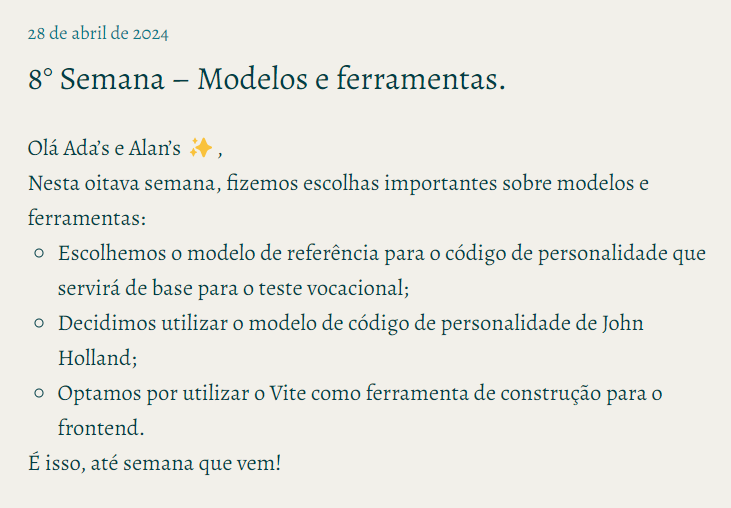 28 de abril de 2024
8° Semana – Modelos e ferramentas.
Olá Ada’s e Alan’s ✨ ,
Nesta oitava semana, fizemos escolhas importantes sobre modelos e
ferramentas:
Escolhemos o modelo de referência para o código de personalidade que
servirá de base para o teste vocacional;
Decidimos utilizar o modelo de código de personalidade de John
Holland;
Optamos por utilizar o Vite como ferramenta de construção para o
frontend.
É isso, até semana que vem!